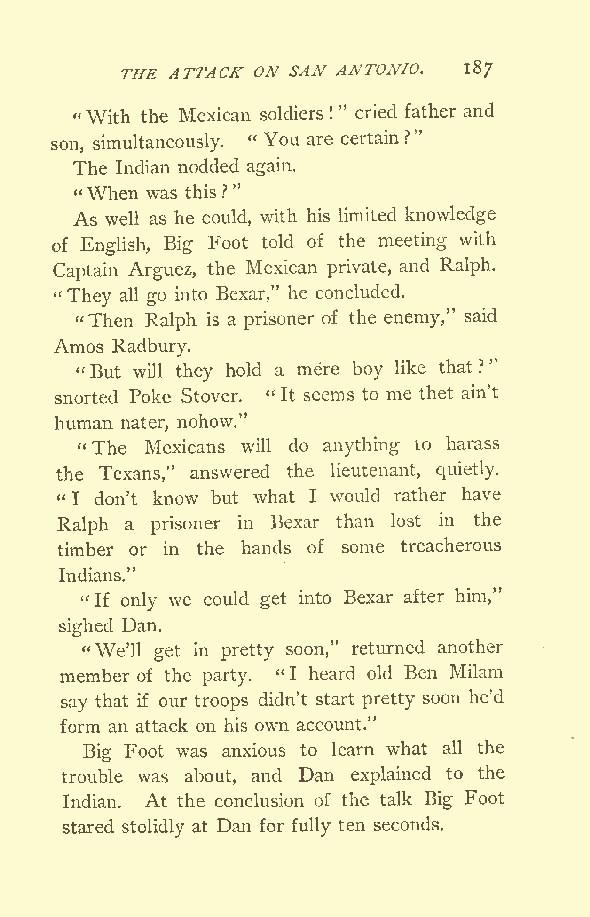 THE ATTACK ON SAN ANTONIO. 187
"With the Mexican soldiers!" cried father and
son, simultaneously. "You are certain?"
The Indian nodded again.
"When was this?"
As well as he could, with his limited knowledge
of English, Big Foot told of the meeting with
Captain Arguez, the Mexican private, and Ralph.
"They all go into Bexar," he concluded.
"Then Ralph is a prisoner of the enemy," said
Amos Radbury.
"But will they hold a mere boy like that?"
snorted Poke Stover. "It seems to me thet ain't
human nater, nohow."
"The Mexicans will do anything to harass
the Texans," answered the lieutenant, quietly.
"I don't know but what I would rather have
Ralph a prisoner in Bexar than lost in the
timber or in the hands of some treacherous
Indians."
"If only we could get into Bexar after him,"
sighed Dan.
"We'll get in pretty soon," returned another
member of the party. "I heard old Ben Milam
say that if our troops didn't start pretty soon he'd
form an attack on his own account."
Big Foot was anxious to learn what all the
trouble was about, and Dan explained to the
Indian. At the conclusion of the talk Big Foot
stared stolidly at Dan for fully ten seconds.